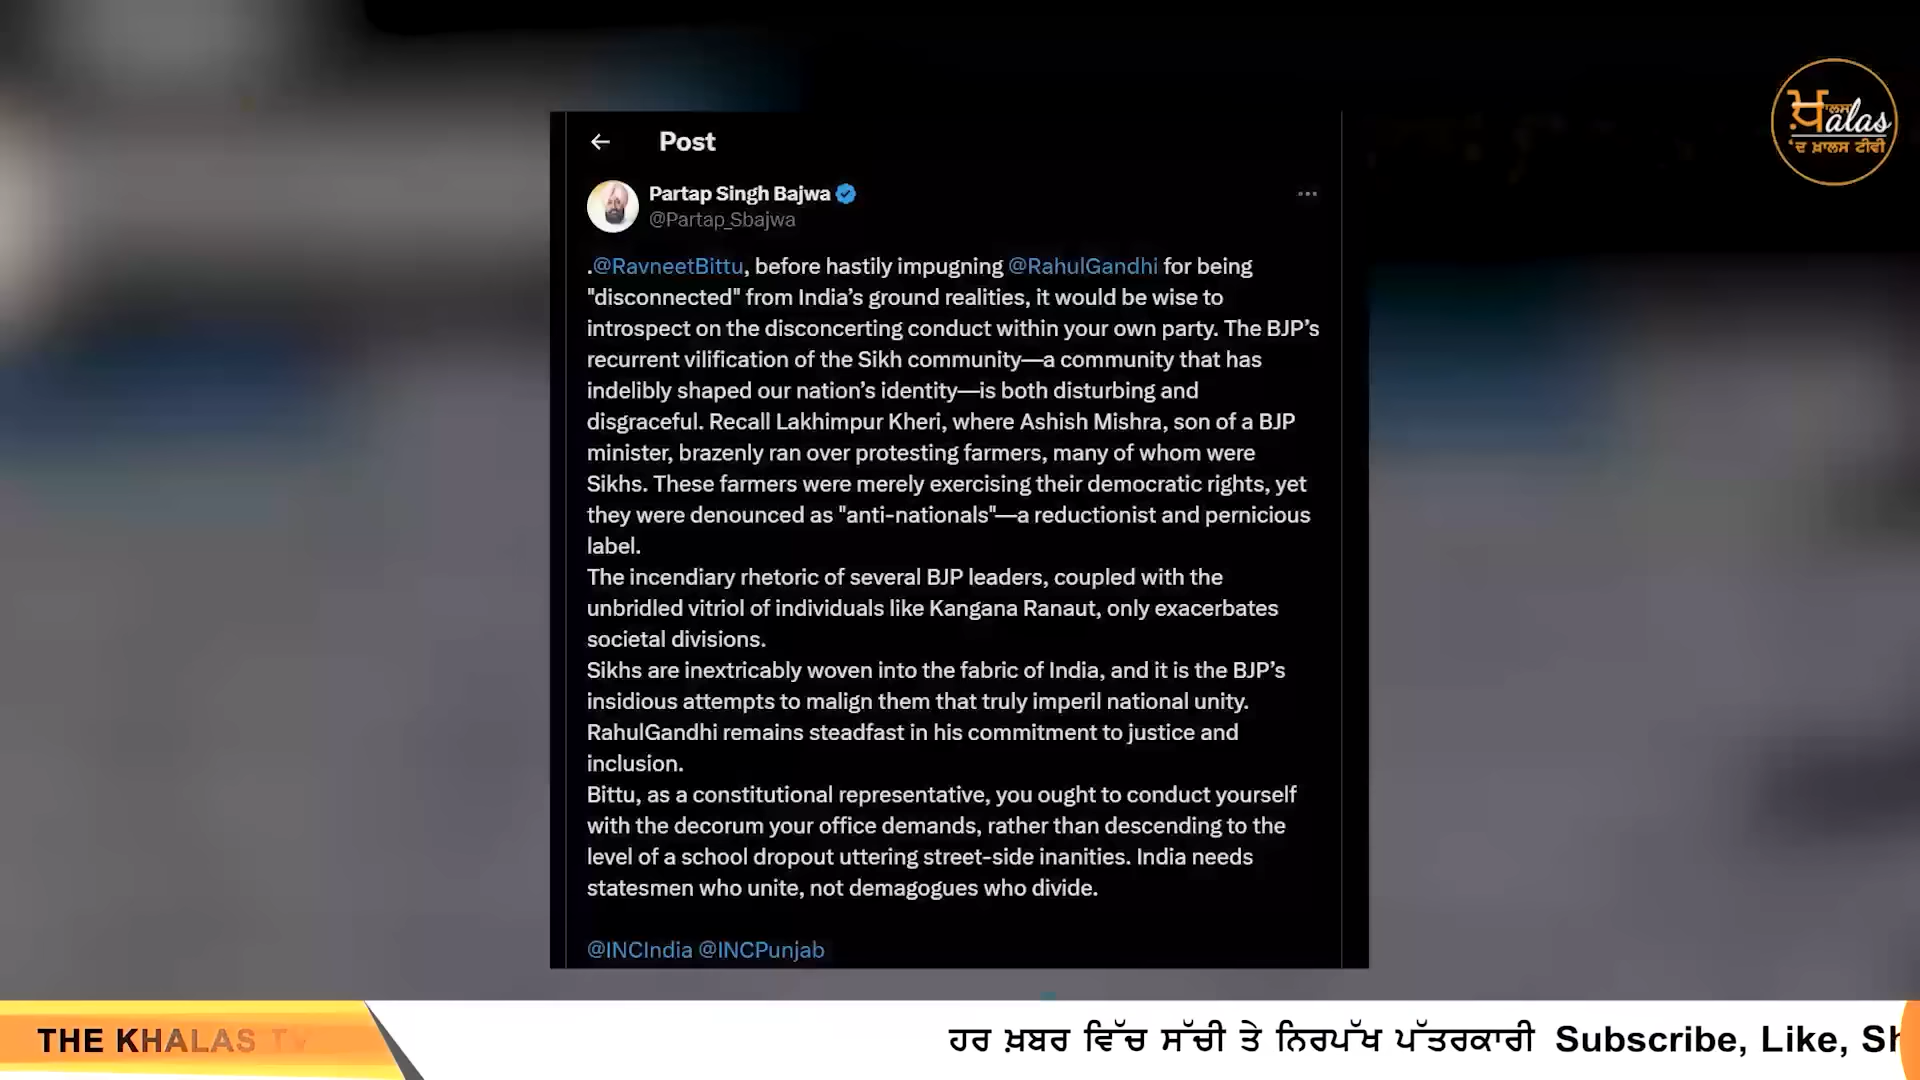 Post
Partap Singh Bajwa
@Partap_Sbajwa
.@RavneetBittu, before hastily impugning @RahulGandhi for being
"disconnected" from India’s ground realities, it would be wise to
introspect on the disconcerting conduct within your own party. The BJP’s
recurrent vilification of the Sikh community—a community that has
indelibly shaped our nation’s identity—is both disturbing and
disgraceful. Recall Lakhimpur Kheri, where Ashish Mishra, son of a BJP
minister, brazenly ran over protesting farmers, many of whom were
Sikhs. These farmers were merely exercising their democratic rights, yet
they were denounced as "anti-nationals"—a reductionist and pernicious
label.
The incendiary rhetoric of several BJP leaders, coupled with the
unbridled vitriol of individuals like Kangana Ranaut, only exacerbates
societal divisions.
Sikhs are inextricably woven into the fabric of India, and it is the BJP’s
insidious attempts to malign them that truly imperil national unity.
RahulGandhi remains steadfast in his commitment to justice and
inclusion.
Bittu, as a constitutional representative, you ought to conduct yourself
with the decorum your office demands, rather than descending to the
level of a school dropout uttering street-side inanities. India needs
statesmen who unite, not demagogues who divide.
@INCIndia @INCPunjab
ਖ਼ਾਲਸ alas
'ਦ ਖ਼ਾਲਸ ਟੀਵੀ
THE KHALAS TV
ਹਰ ਖ਼ਬਰ ਵਿੱਚ ਸੱਚੀ ਤੇ ਨਿਰਪੱਖ ਪੱਤਰਕਾਰੀ Subscribe, Like, Sh